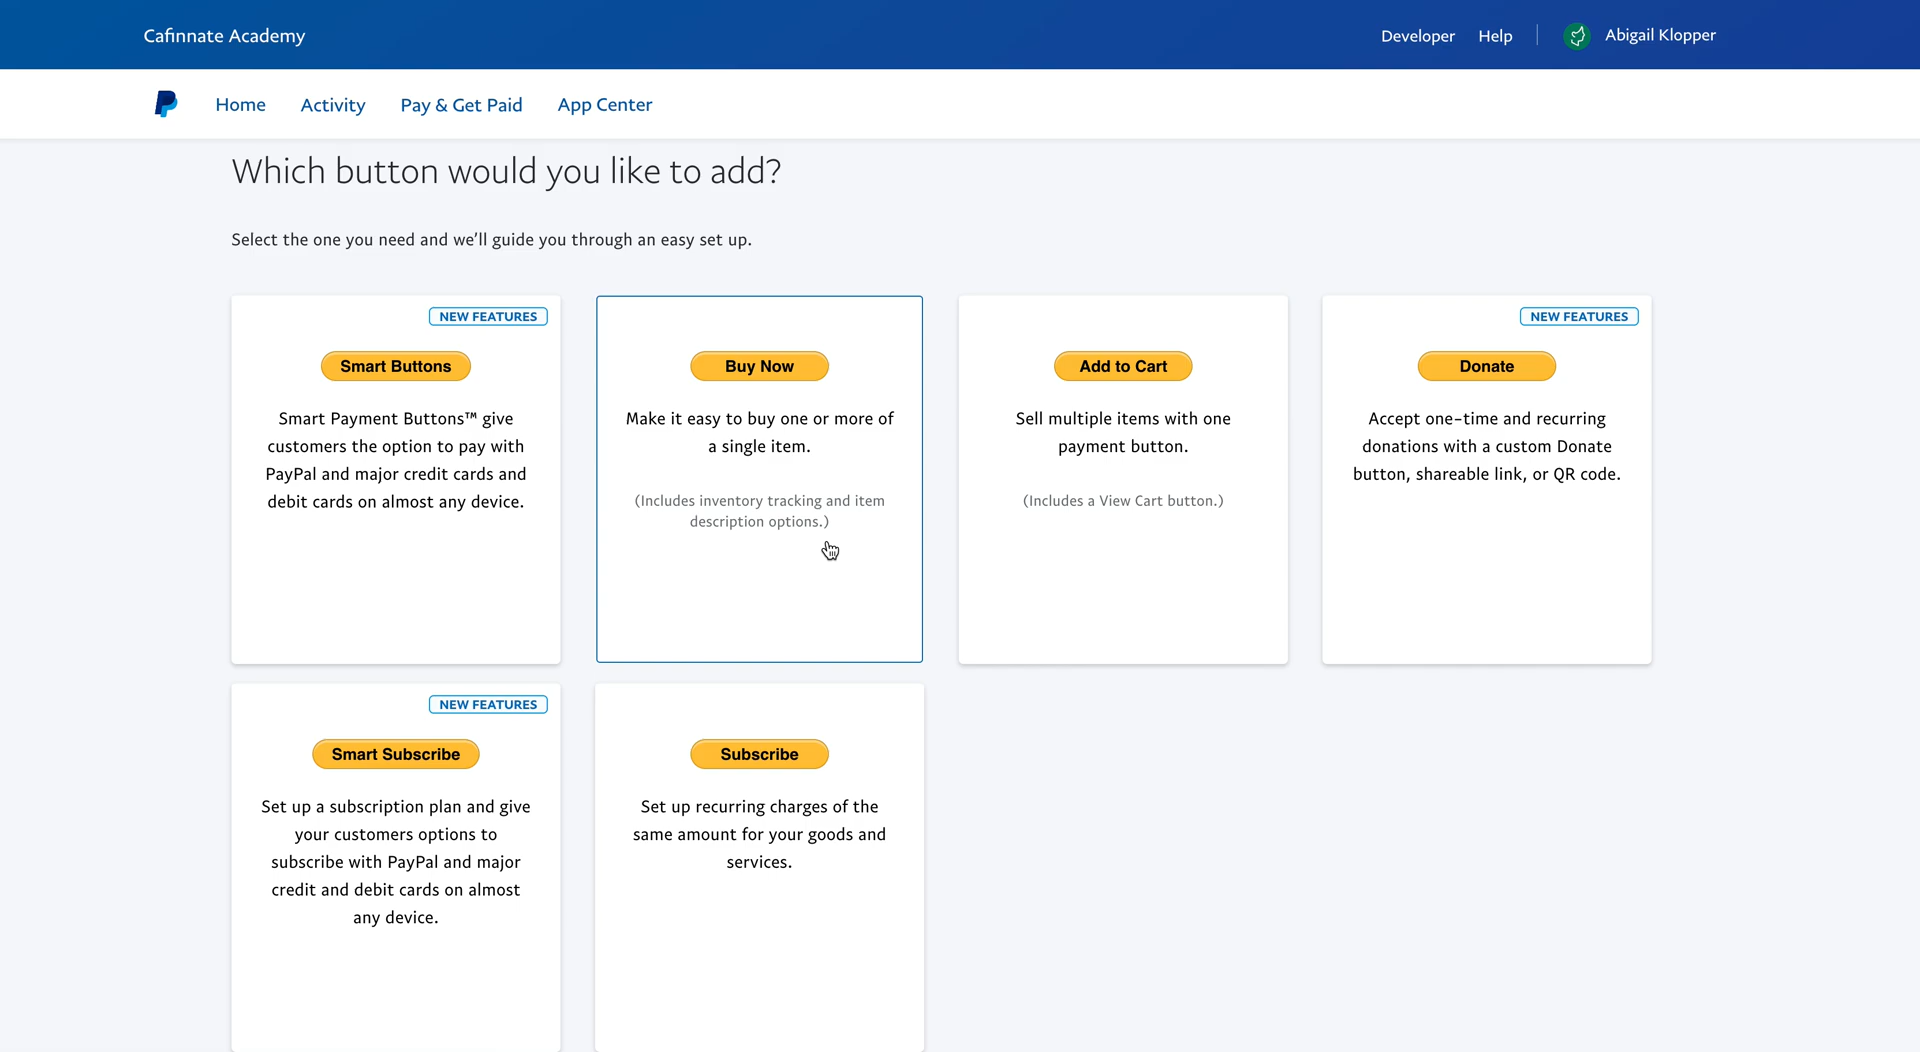 Cafinnate Academy
Developer
Help
Abigail Klopper
Home
Activity
Pay & Get Paid
App Center
Which button would you like to add?
Select the one you need and we'll guide you through an easy set up.
NEW FEATURES
Smart Buttons
Smart Payment Buttons™ give
customers the option to pay with
PayPal and major credit cards and
debit cards on almost any device.
Buy Now
Make it easy to buy one or more of
a single item.
(Includes inventory tracking and item
description options.)
Add to Cart
Sell multiple items with one
payment button.
(Includes a View Cart button.)
NEW FEATURES
Donate
Accept one-time and recurring
donations with a custom Donate
button, shareable link, or QR code.
NEW FEATURES
Smart Subscribe
Set up a subscription plan and give
your customers options to
subscribe with PayPal and major
credit and debit cards on almost
any device.
Subscribe
Set up recurring charges of the
same amount for your goods and
services.